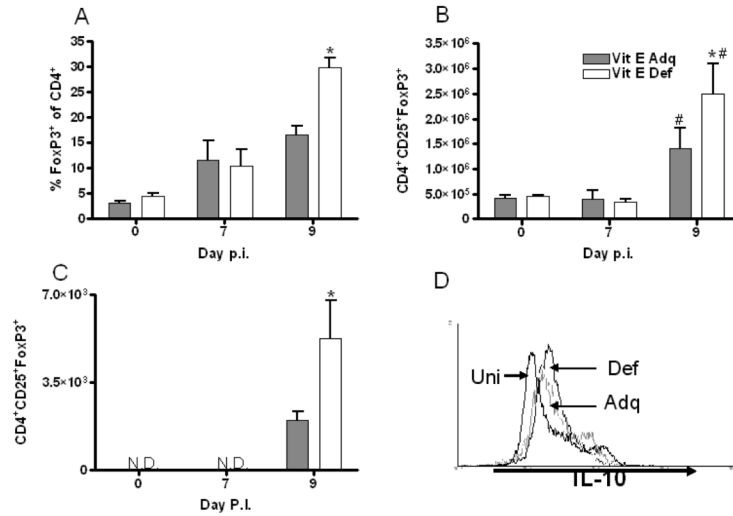 A
% FoxP3⁺ of CD4⁺
35
30
25
20
15
10
5
0
*
0 7 9
Day p.i.
B
CD4⁺CD25⁺FoxP3⁺
3.5×10⁶
3.0×10⁶
2.5×10⁶
2.0×10⁶
1.5×10⁶
1.0×10⁶
5.0×10⁵
0
Vit E Adq
Vit E Def
#
*#
0 7 9
Day p.i.
C
CD4⁺CD25⁺FoxP3⁺
7.0×10³
3.5×10³
0
N.D. N.D.
*
0 7 9
Day P.I.
D
Uni
Def
Adq
IL-10